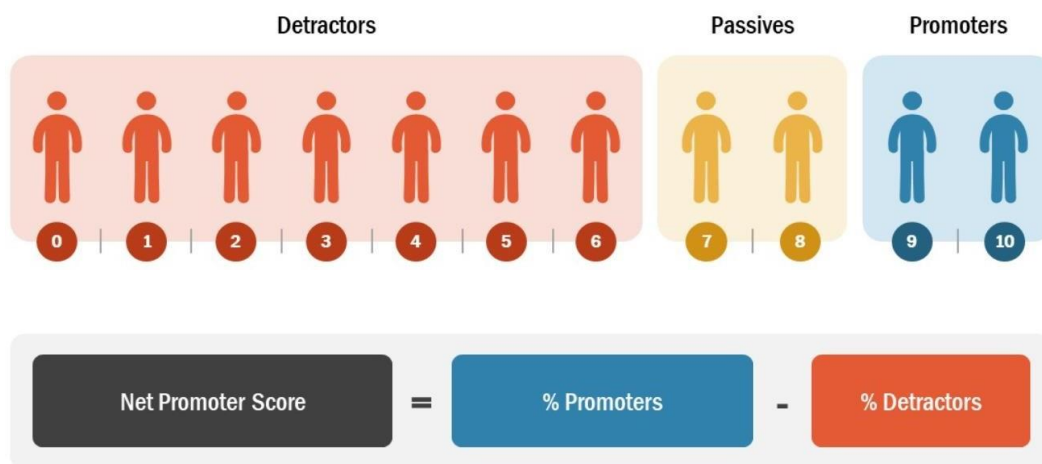 Detractors Passives Promoters
0 1 2 3 4 5 6 7 8 9 10
Net Promoter Score = % Promoters - % Detractors